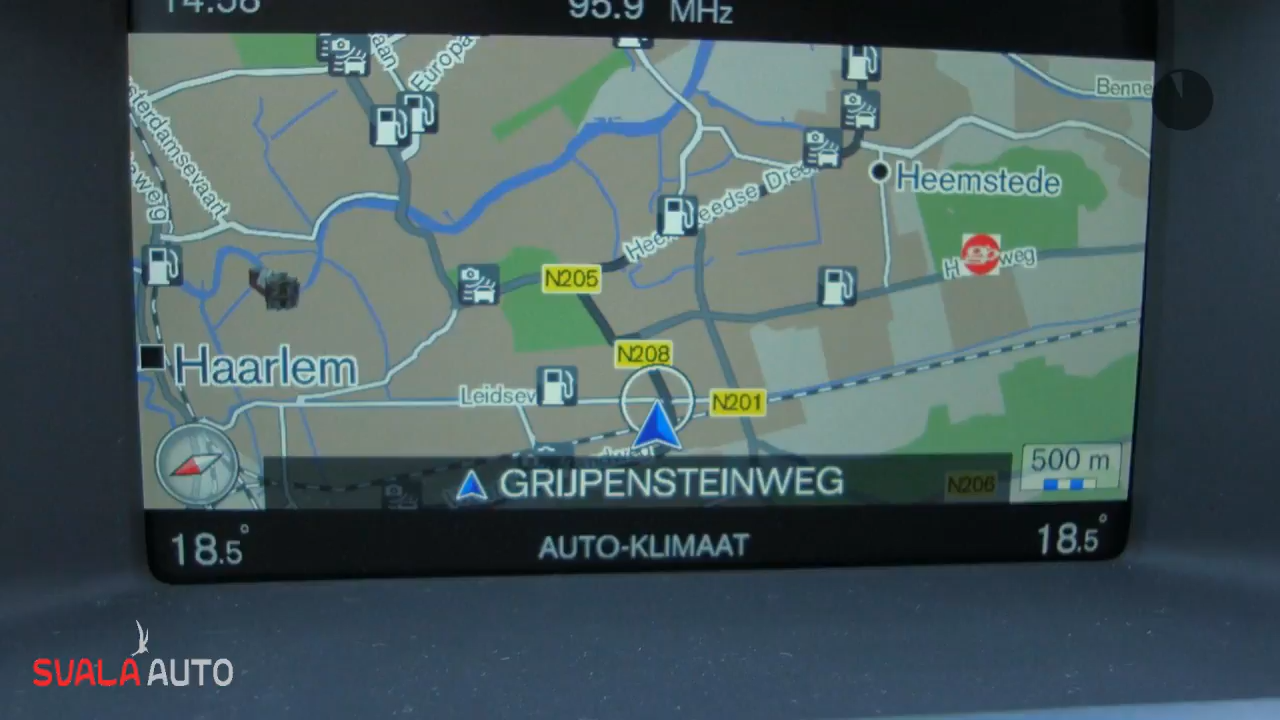 14:58
95.9 MHz
Europa
Benne
sterdamsevaart
Heemstede
N205
Haarlem
N208
Leidsev
N201
GRIJPENSTEINWEG
N206
500 m
18.5°
AUTO-KLIMAAT
18.5°
SVALA AUTO